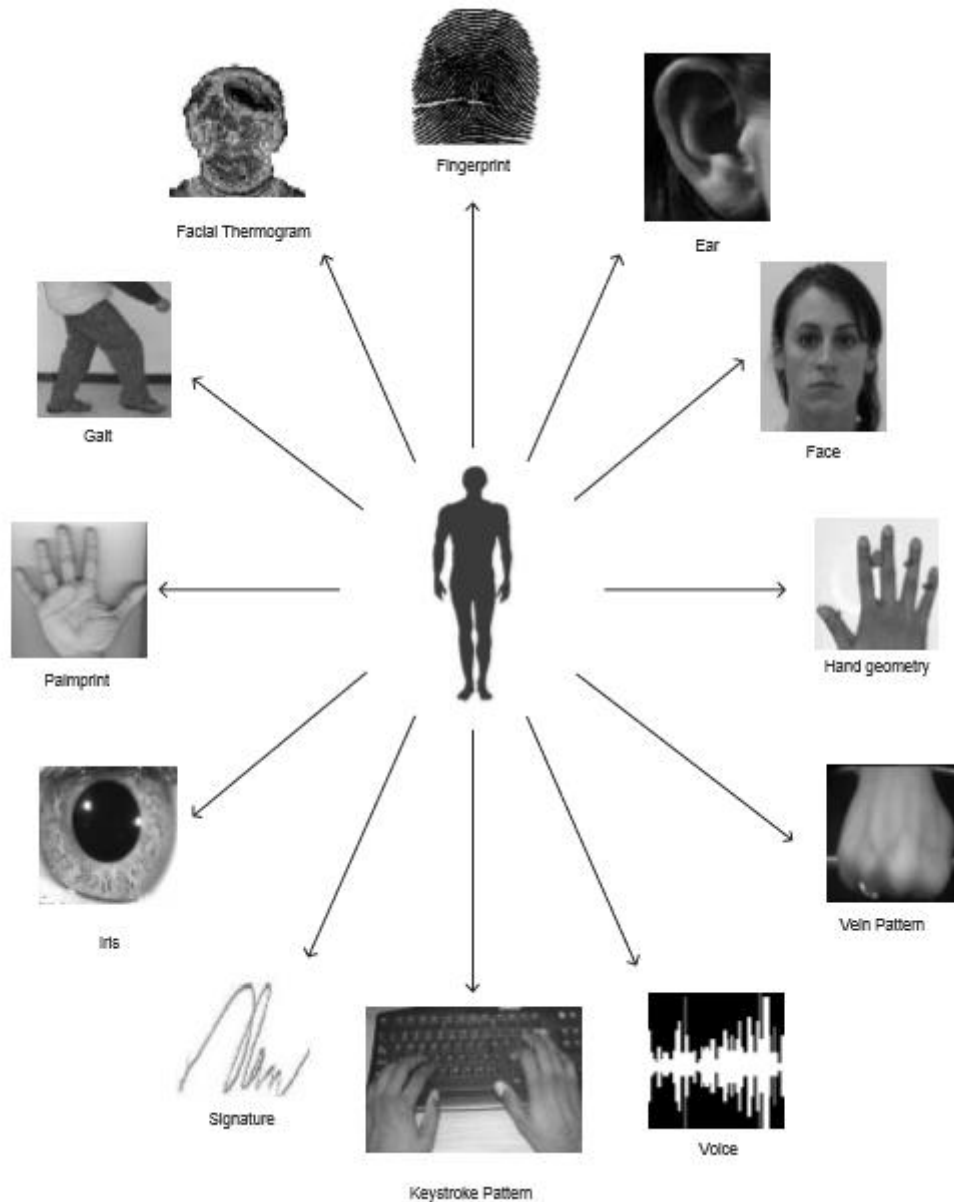 Fingerprint
Facial Thermogram
Ear
Gait
Face
Palmprint
Hand geometry
Iris
Vein Pattern
Signature
Voice
Keystroke Pattern